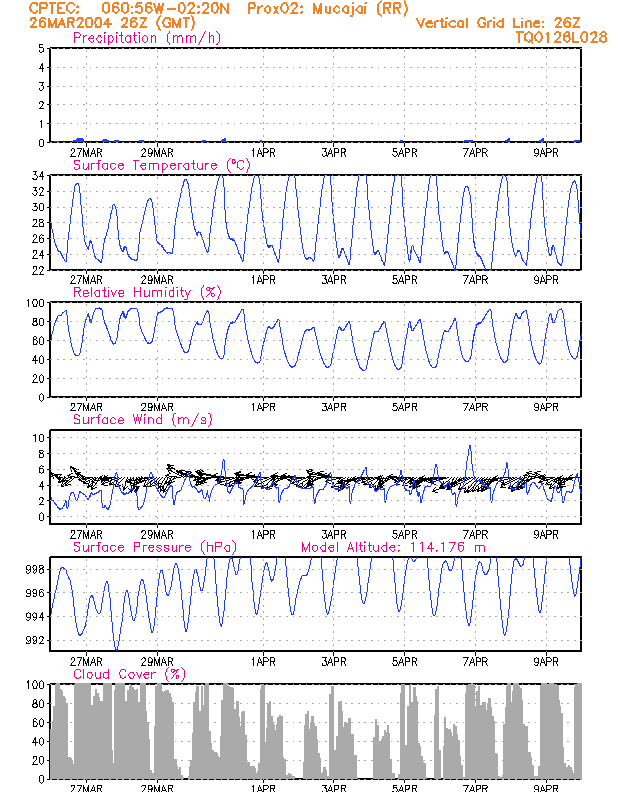 CPTEC: 060:56W-02:20N Prox02: Mucajaí (RR)
26MAR2004 26Z (GMT) Vertical Grid Line: 26Z
Precipitation (mm/h) TQ0126L028
5
4
3
2
1
0
27MAR 29MAR 1APR 3APR 5APR 7APR 9APR
Surface Temperature (°C)
34
32
30
28
26
24
22
27MAR 29MAR 1APR 3APR 5APR 7APR 9APR
Relative Humidity (%)
100
80
60
40
20
0
27MAR 29MAR 1APR 3APR 5APR 7APR 9APR
Surface Wind (m/s)
10
8
6
4
2
0
27MAR 29MAR 1APR 3APR 5APR 7APR 9APR
Surface Pressure (hPa) Model Altitude: 114.176 m
998
996
994
992
27MAR 29MAR 1APR 3APR 5APR 7APR 9APR
Cloud Cover (%)
100
80
60
40
20
0
27MAR 29MAR 1APR 3APR 5APR 7APR 9APR